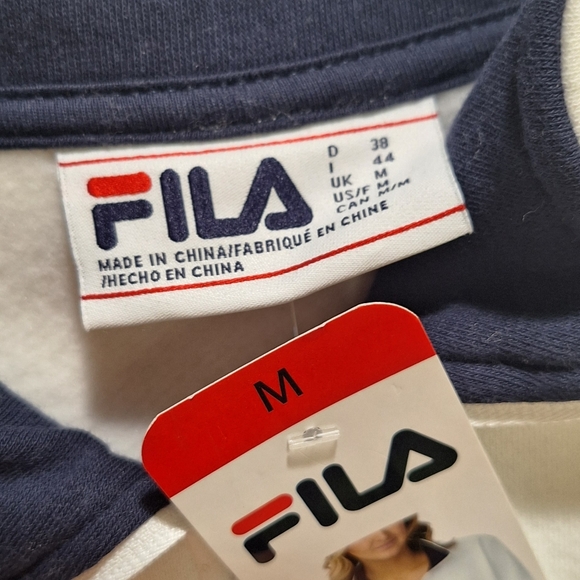 FILA
D 38
I 44
UK M
US/F M
CAN M/M
MADE IN CHINA/FABRIQUÉ EN CHINE
/HECHO EN CHINA
M
FILA